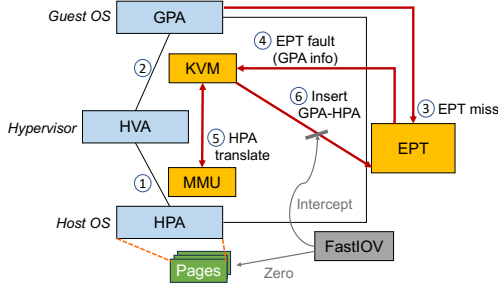 Guest OS
GPA
④ EPT fault
(GPA info)
②
KVM
⑥ Insert
GPA-HPA
③ EPT miss
Hypervisor
HVA
⑤ HPA
translate
EPT
①
MMU
Intercept
Host OS
HPA
FastIOV
Pages
Zero